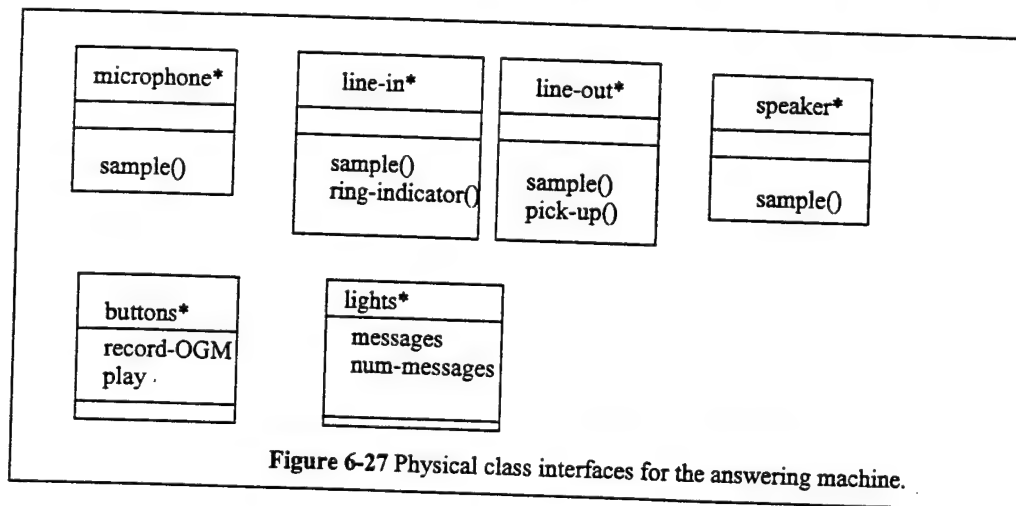 microphone*
sample()
line-in*
sample()
ring-indicator()
line-out*
sample()
pick-up()
speaker*
sample()
buttons*
record-OGM
play
lights*
messages
num-messages
Figure 6-27 Physical class interfaces for the answering machine.